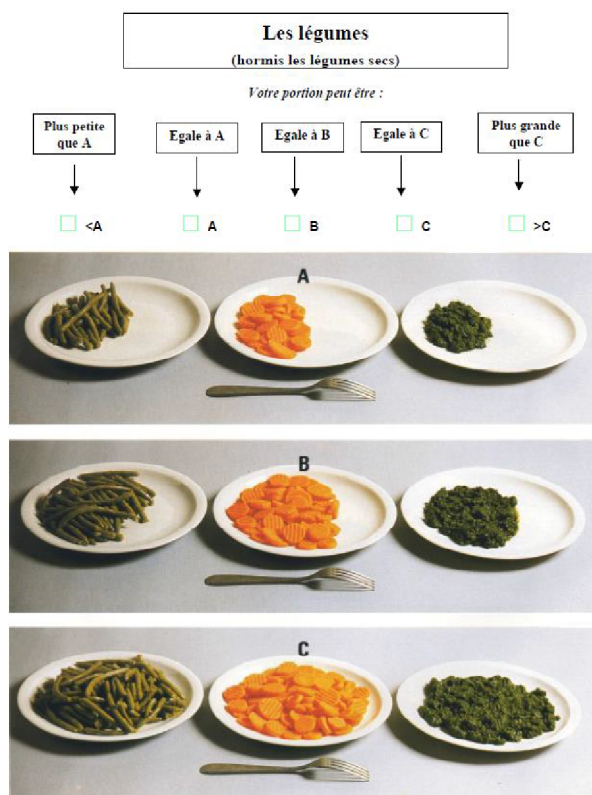 Les légumes
(hormis les légumes secs)
Votre portion peut être :
Plus petite
que A
Egale à A
Egale à B
Egale à C
Plus grande
que C
<A
A
B
C
>C
A
B
C